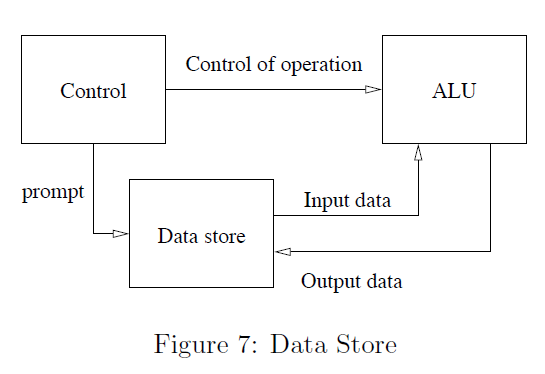 Control of operation
Control
ALU
prompt
Input data
Data store
Output data
Figure 7: Data Store